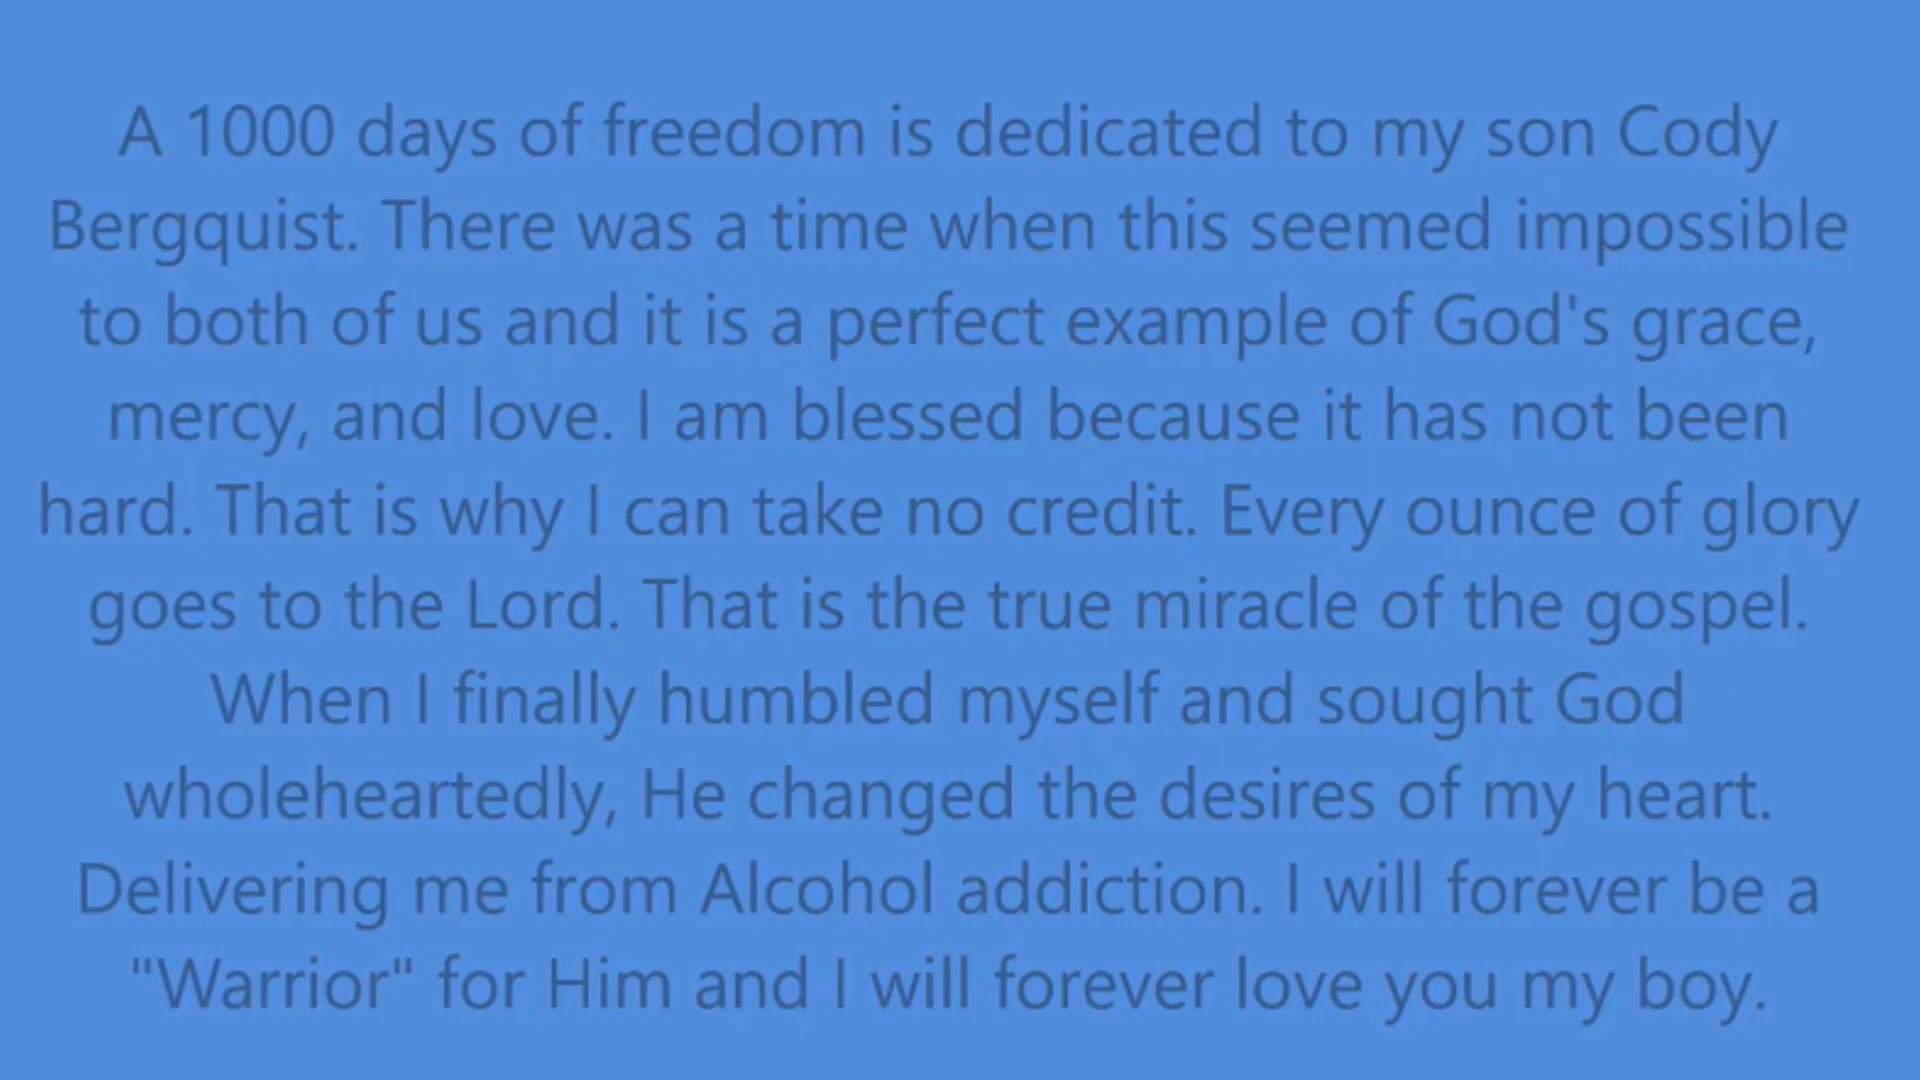 A 1000 days of freedom is dedicated to my son Cody
Bergquist. There was a time when this seemed impossible
to both of us and it is a perfect example of God's grace,
mercy, and love. I am blessed because it has not been
hard. That is why I can take no credit. Every ounce of glory
goes to the Lord. That is the true miracle of the gospel.
When I finally humbled myself and sought God
wholeheartedly, He changed the desires of my heart.
Delivering me from Alcohol addiction. I will forever be a
"Warrior" for Him and I will forever love you my boy.